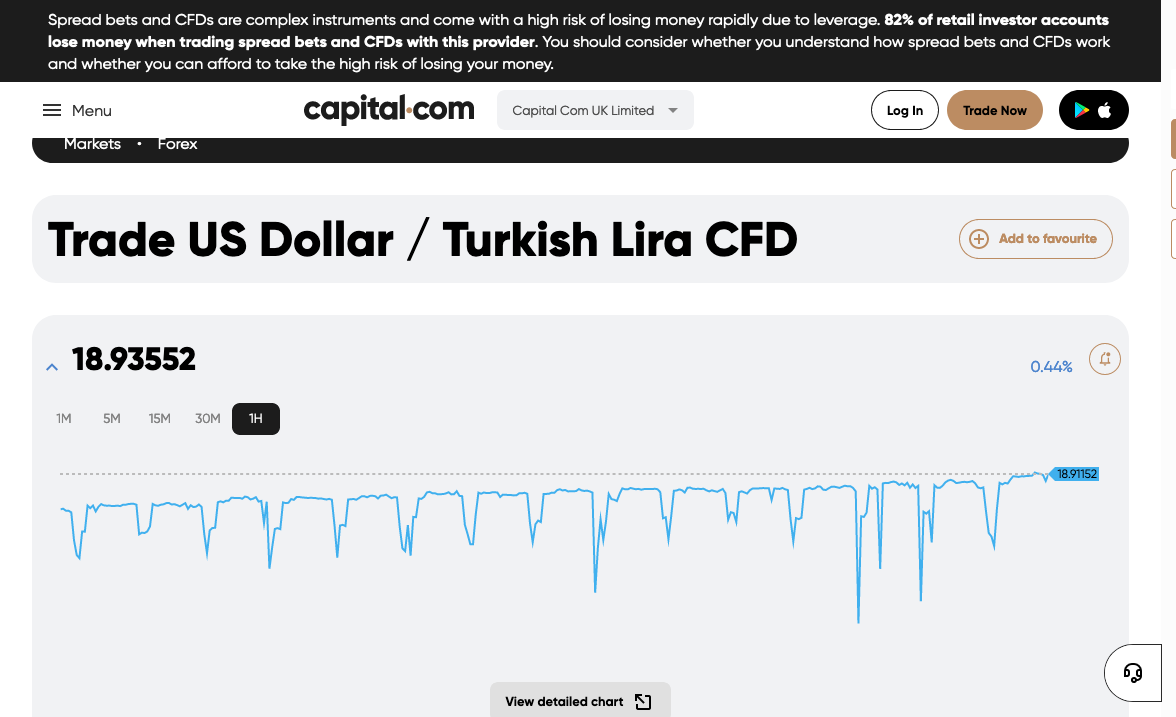 Spread bets and CFDs are complex instruments and come with a high risk of losing money rapidly due to leverage. 82% of retail investor accounts
lose money when trading spread bets and CFDs with this provider. You should consider whether you understand how spread bets and CFDs work
and whether you can afford to take the high risk of losing your money.
Menu
capital.com
Capital Com UK Limited
Log In
Trade Now
Markets • Forex
Trade US Dollar / Turkish Lira CFD
Add to favourite
18.93552
0.44%
1M 5M 15M 30M 1H
18.91152
View detailed chart